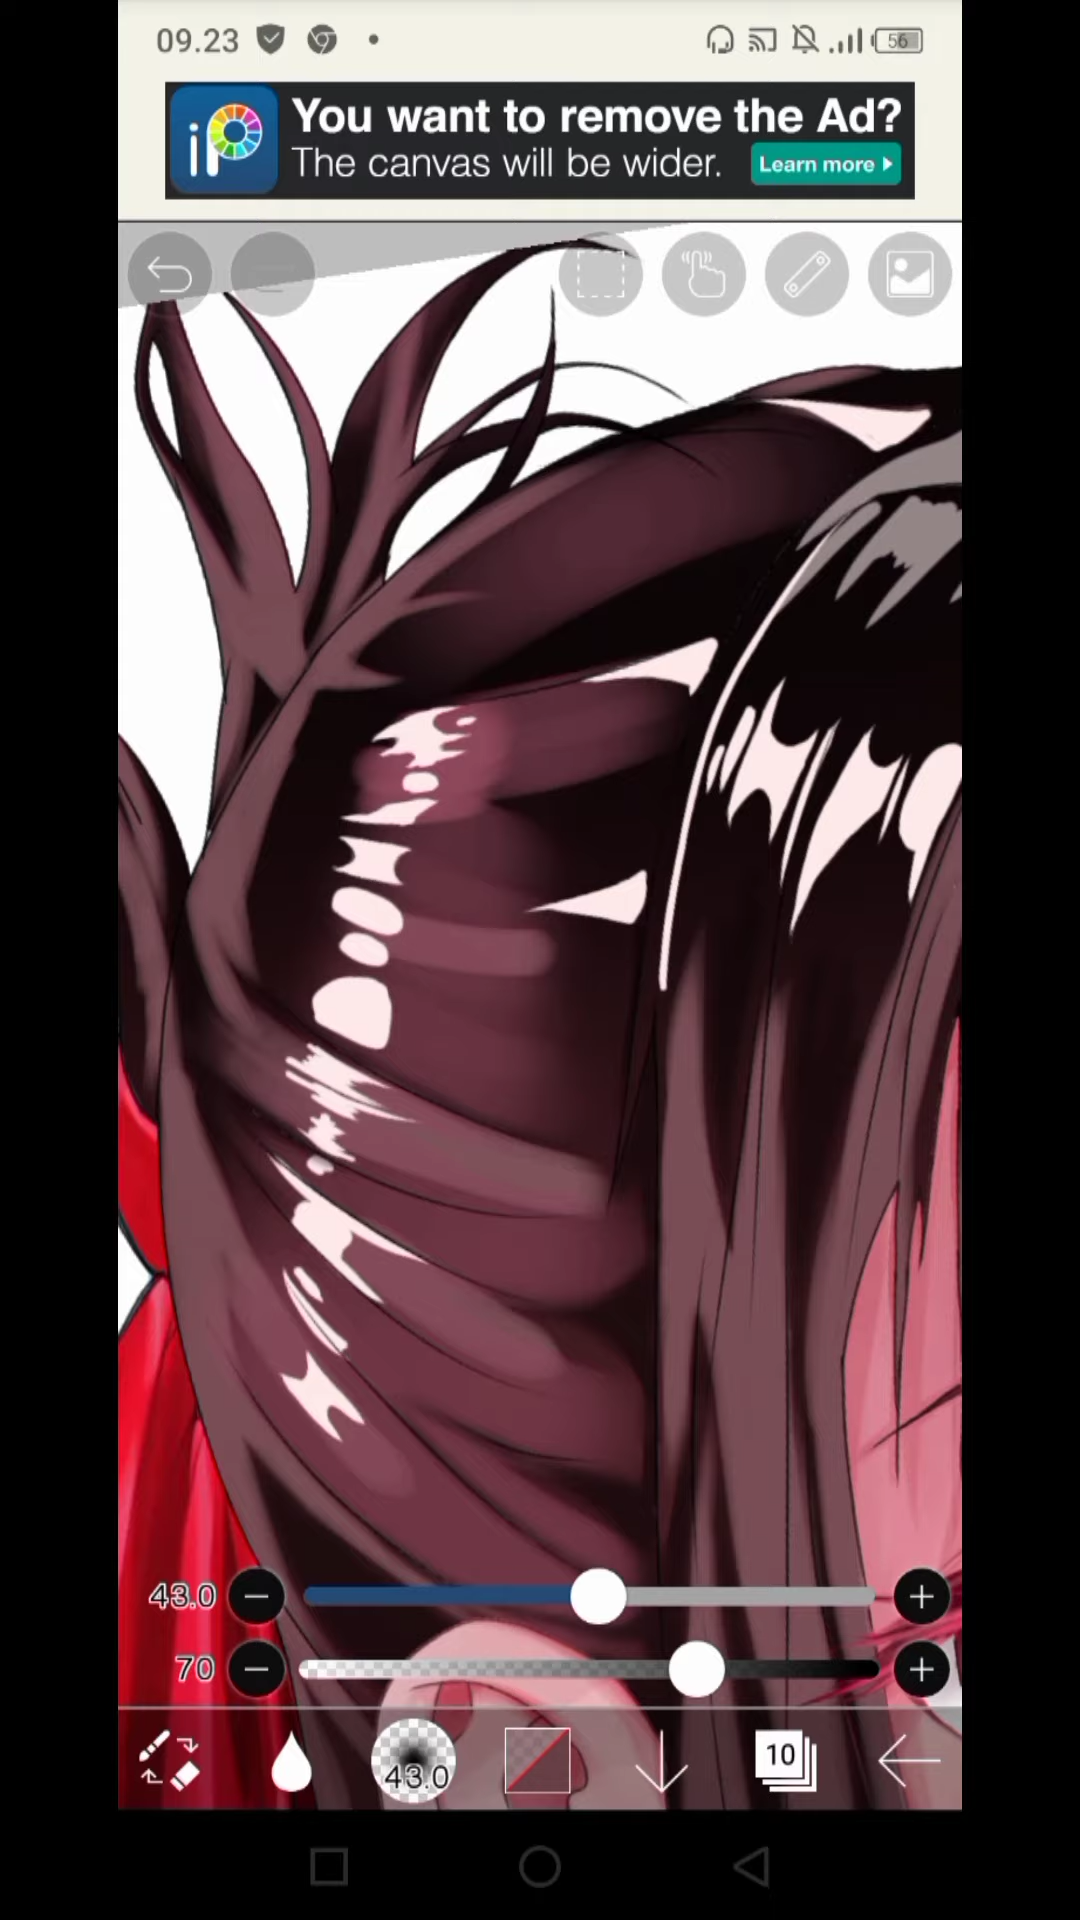 09.23
56
iP
You want to remove the Ad?
The canvas will be wider.
Learn more
43.0
70
43.0
10